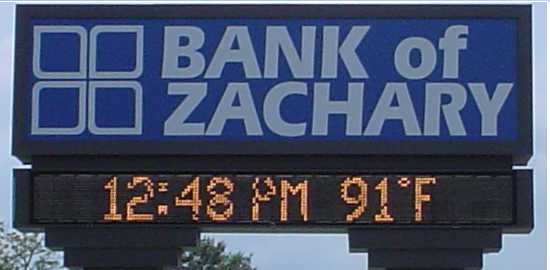 BANK of
ZACHARY
12:48 PM 91°F